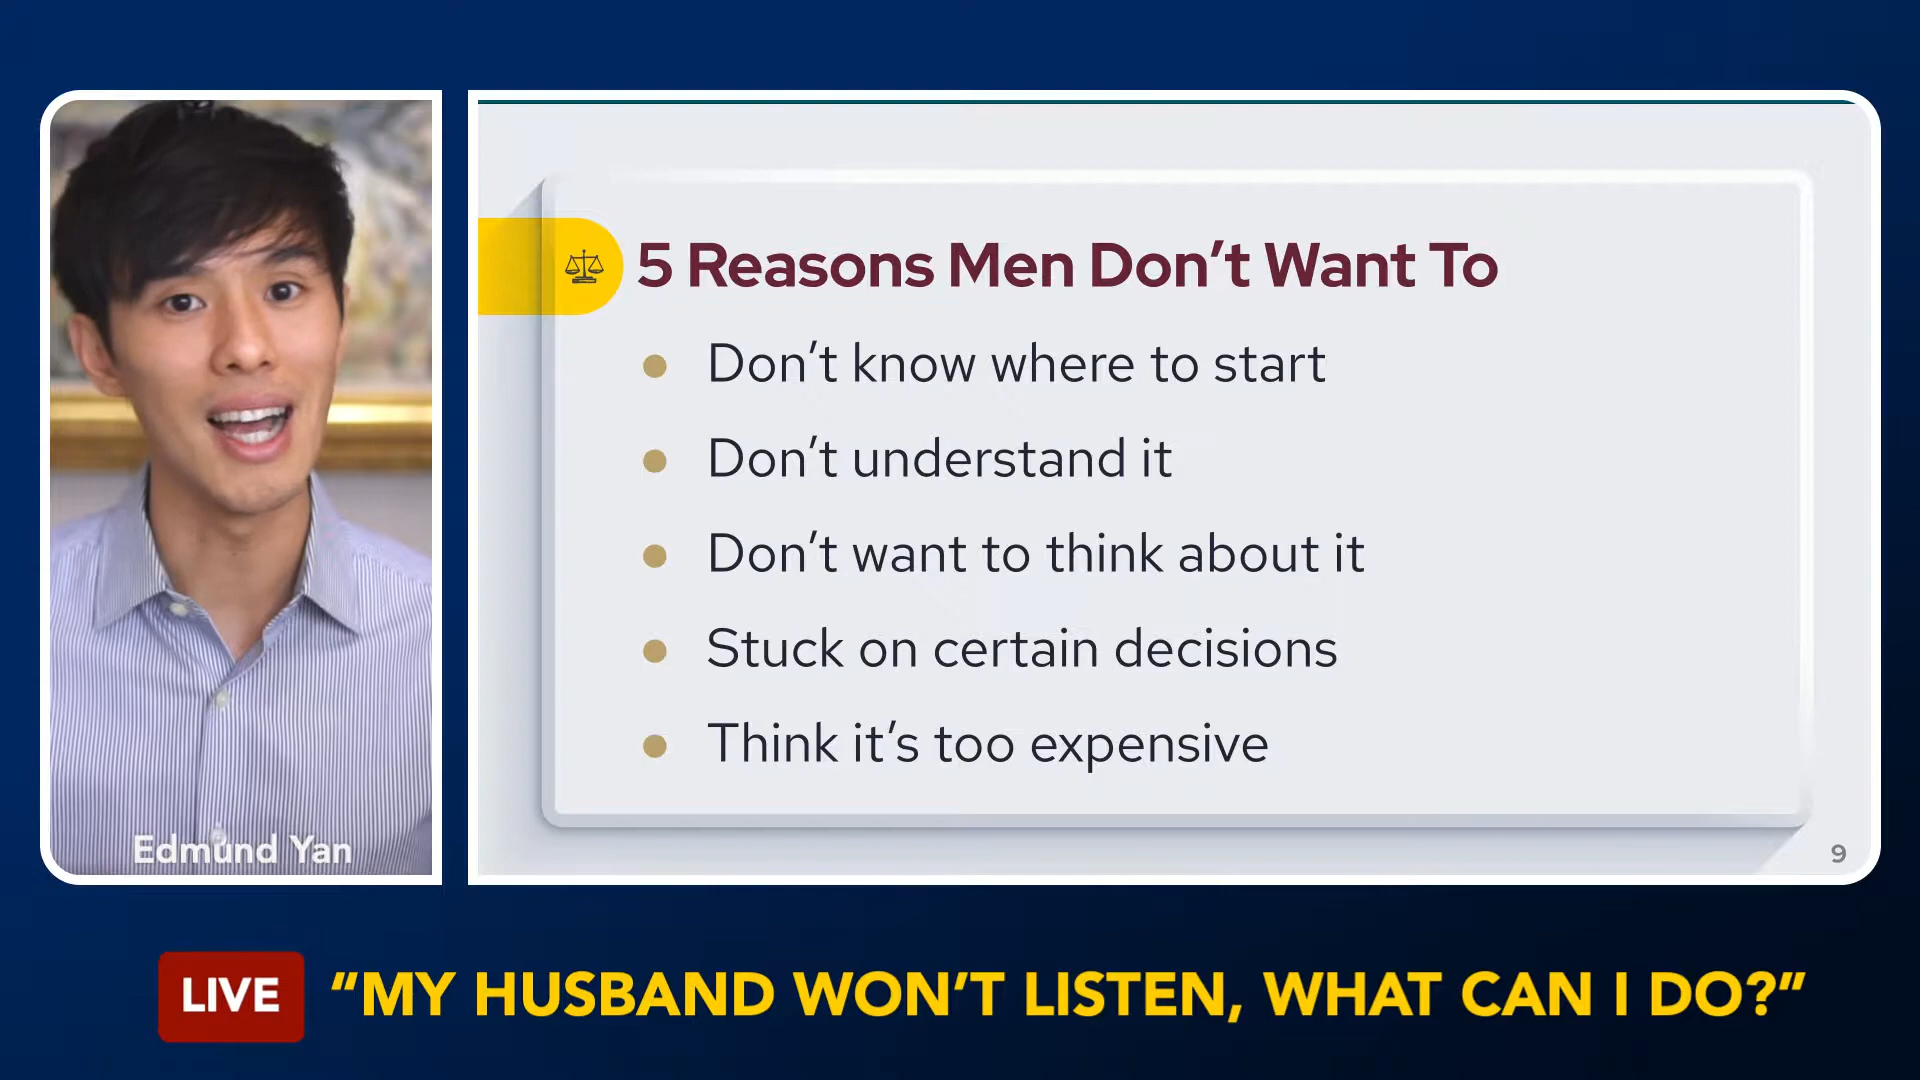 5 Reasons Men Don’t Want To
Don’t know where to start
Don’t understand it
Don’t want to think about it
Stuck on certain decisions
Think it’s too expensive
Edmund Yan
9
LIVE
“MY HUSBAND WON’T LISTEN, WHAT CAN I DO?”